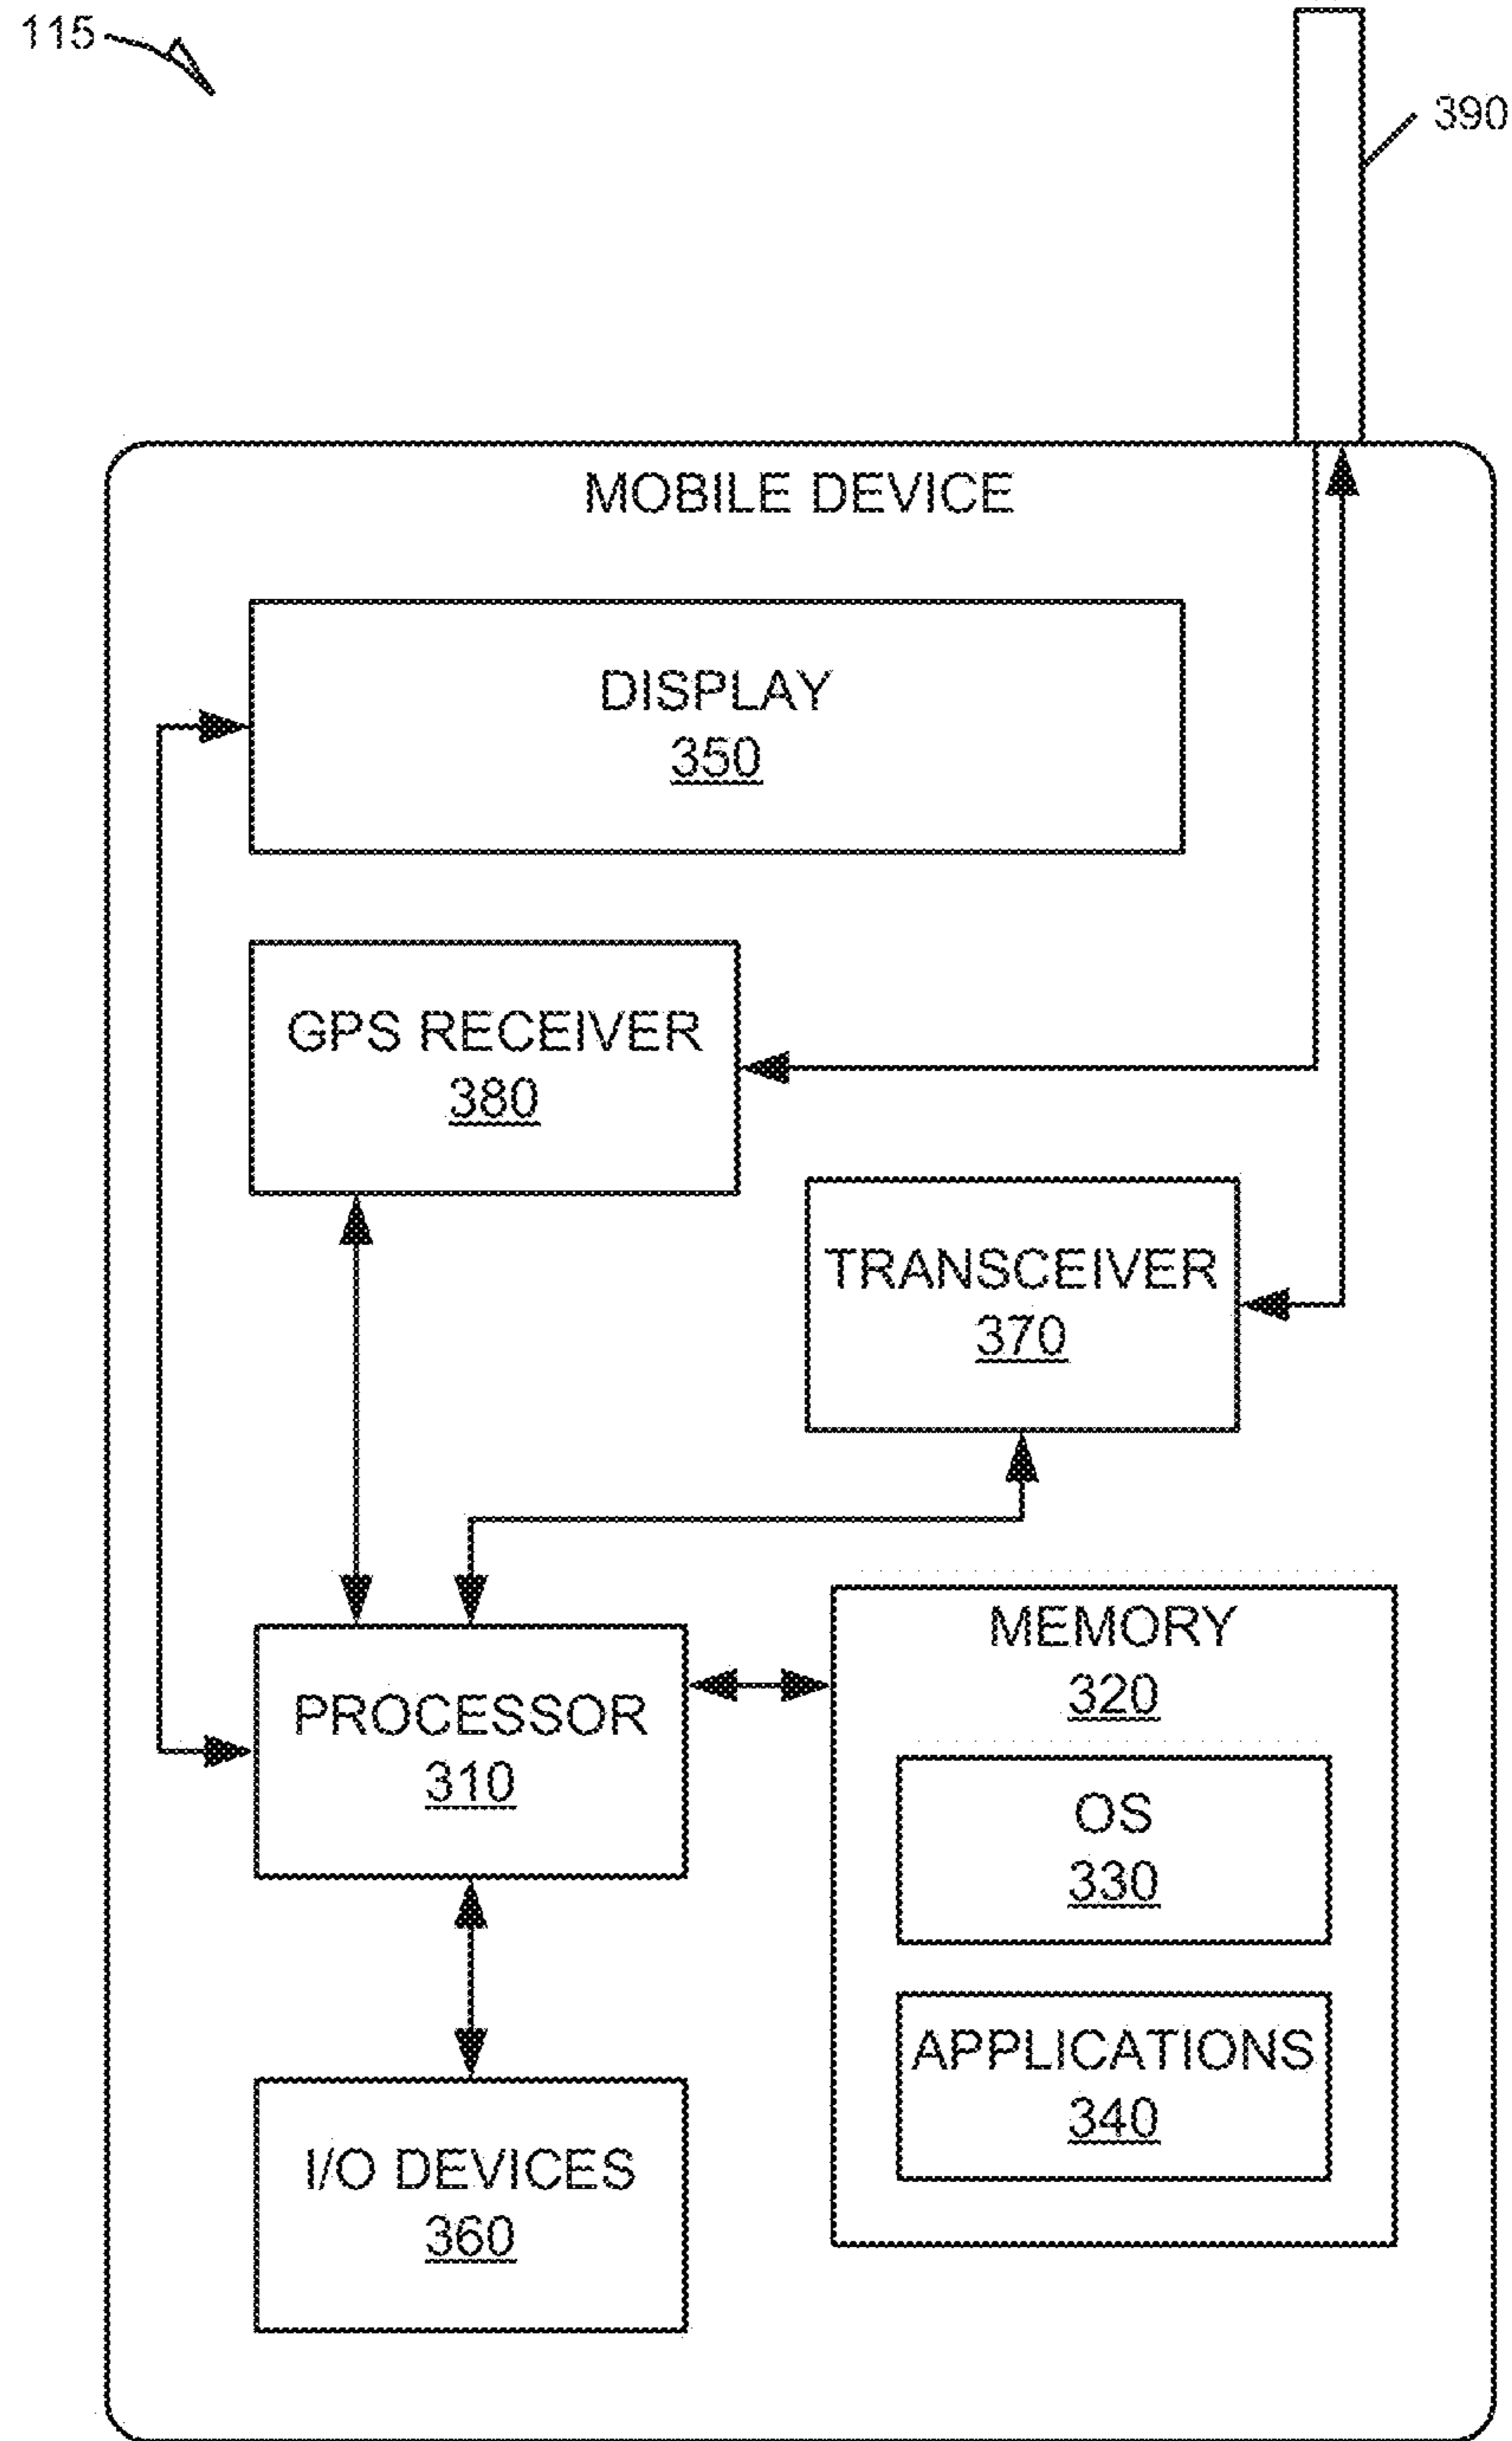 115
390
MOBILE DEVICE
DISPLAY
350
GPS RECEIVER
380
TRANSCEIVER
370
MEMORY
320
PROCESSOR
310
OS
330
APPLICATIONS
340
I/O DEVICES
360